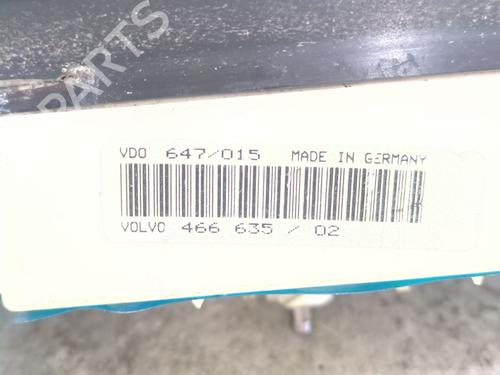 PARTS
VDO 647/015 MADE IN GERMANY
VOLVO 466 635 / 02